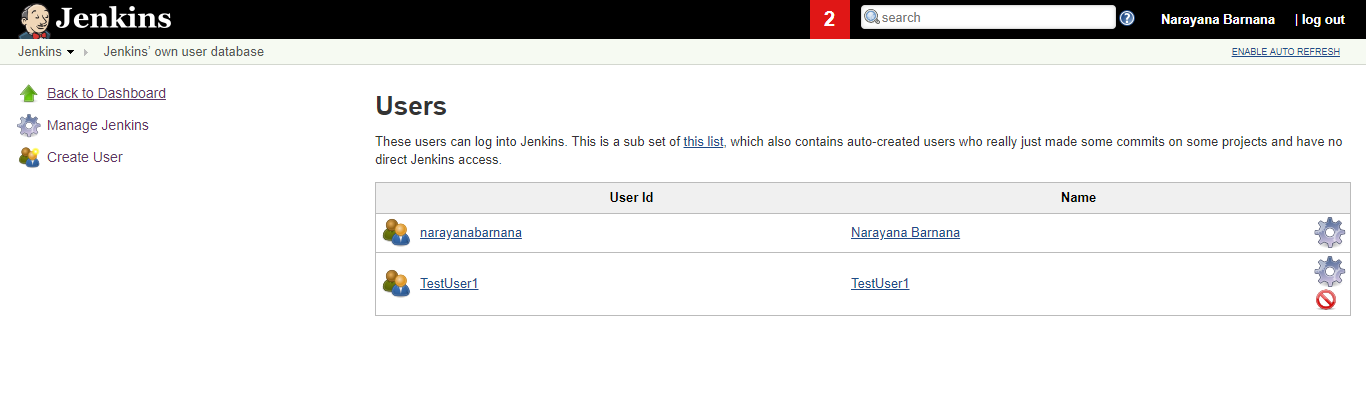 Jenkins
2
search
Narayana Barnana
| log out
Jenkins
Jenkins' own user database
ENABLE AUTO REFRESH
Back to Dashboard
Manage Jenkins
Create User
Users
These users can log into Jenkins. This is a sub set of this list, which also contains auto-created users who really just made some commits on some projects and have no
direct Jenkins access.
User Id Name
narayanabarnana Narayana Barnana
TestUser1 TestUser1